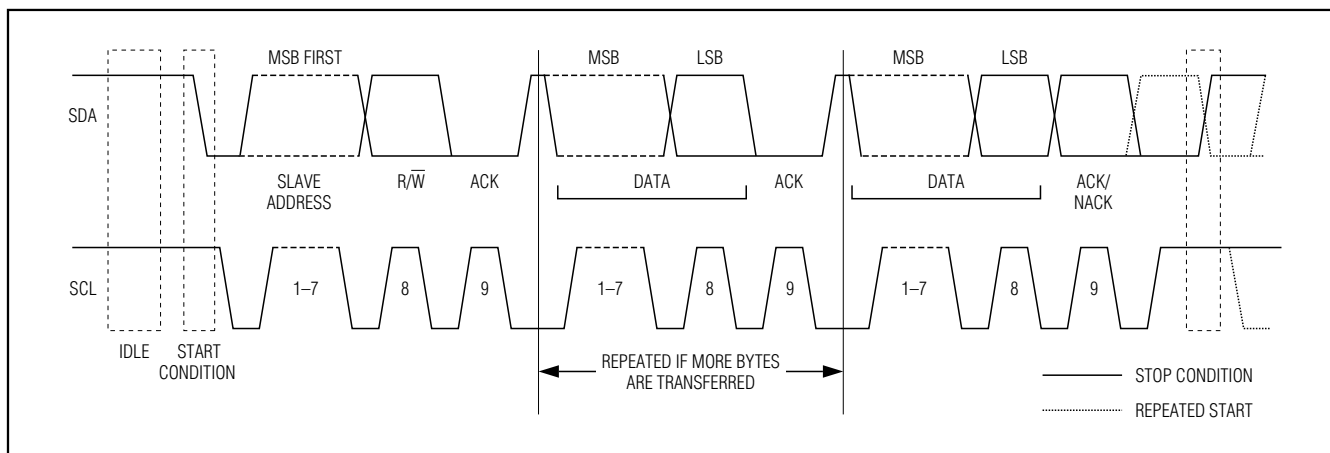 MSB FIRST
MSB
LSB
MSB
LSB
SDA
SLAVE
ADDRESS
R/W̅
ACK
DATA
ACK
DATA
ACK/
NACK
SCL
1–7
8
9
1–7
8
9
1–7
8
9
IDLE
START
CONDITION
REPEATED IF MORE BYTES
ARE TRANSFERRED
STOP CONDITION
REPEATED START